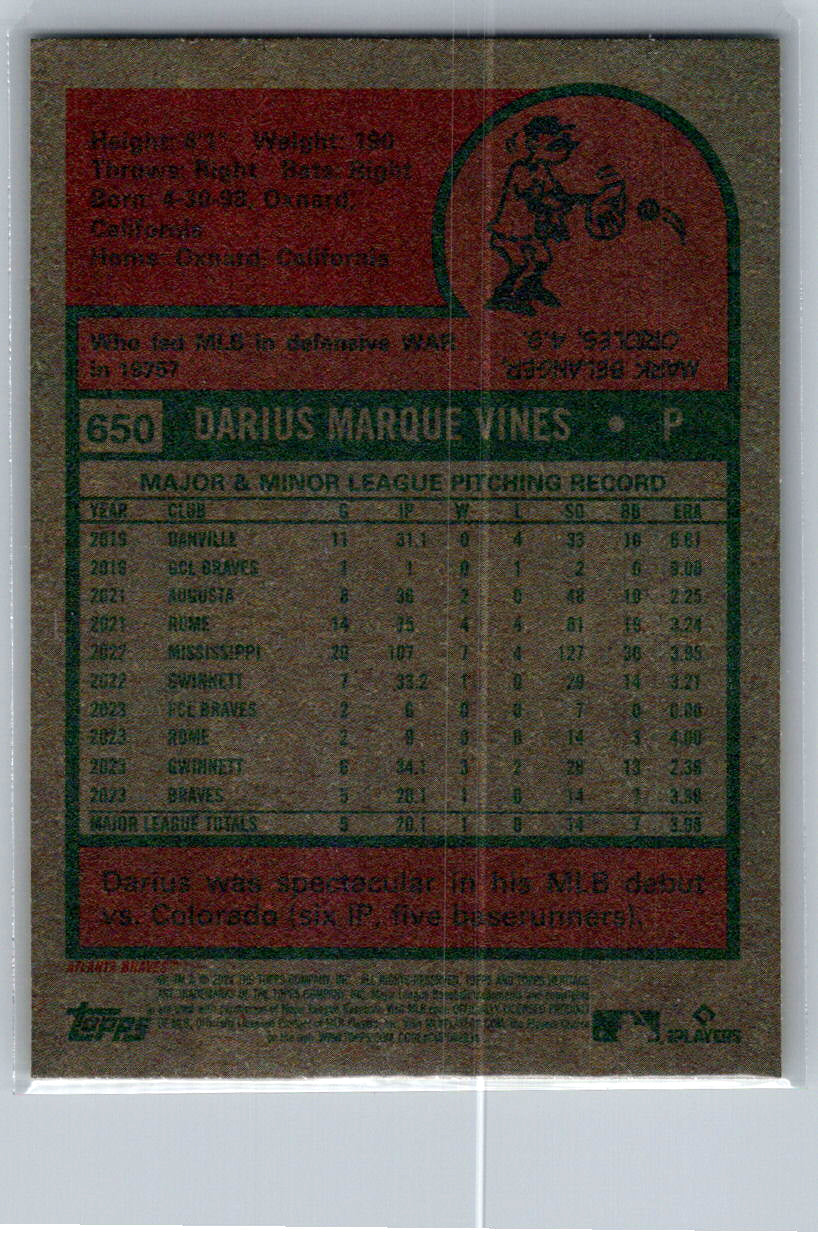 Height: 6'1" Weight: 190
Throws: Right Bats: Right
Born: 4-30-98, Oxnard,
California
Home: Oxnard, California
Who led MLB in defensive WAR
in 1975?
MARK BELANGER,
ORIOLES, 4.9.
650 DARIUS MARQUE VINES • P
MAJOR & MINOR LEAGUE PITCHING RECORD
YEAR CLUB G IP W L SO BB ERA
2019 DANVILLE 11 31.1 0 4 33 16 6.61
2019 GCL BRAVES 1 1 0 1 2 0 9.00
2021 AUGUSTA 8 36 2 0 48 10 2.25
2021 ROME 14 75 4 4 81 3.24
2022 MISSISSIPPI 20 107 7 4 127 3.95
2022 GWINNETT 7 33.2 1 0 29 14 3.21
2023 FCL BRAVES 2 6 0 0 7 0 0.00
2023 ROME 2 9 0 0 14 3 4.00
2023 GWINNETT 6 34.1 3 2 28 13 2.36
2023 BRAVES 5 20.1 1 0 14 7 3.98
MAJOR LEAGUE TOTALS 5 20.1 1 0 14 7 3.98
Darius was spectacular in his MLB debut
vs. Colorado (six IP, five baserunners).
ATLANTA BRAVES™
topps MLB PLAYERS